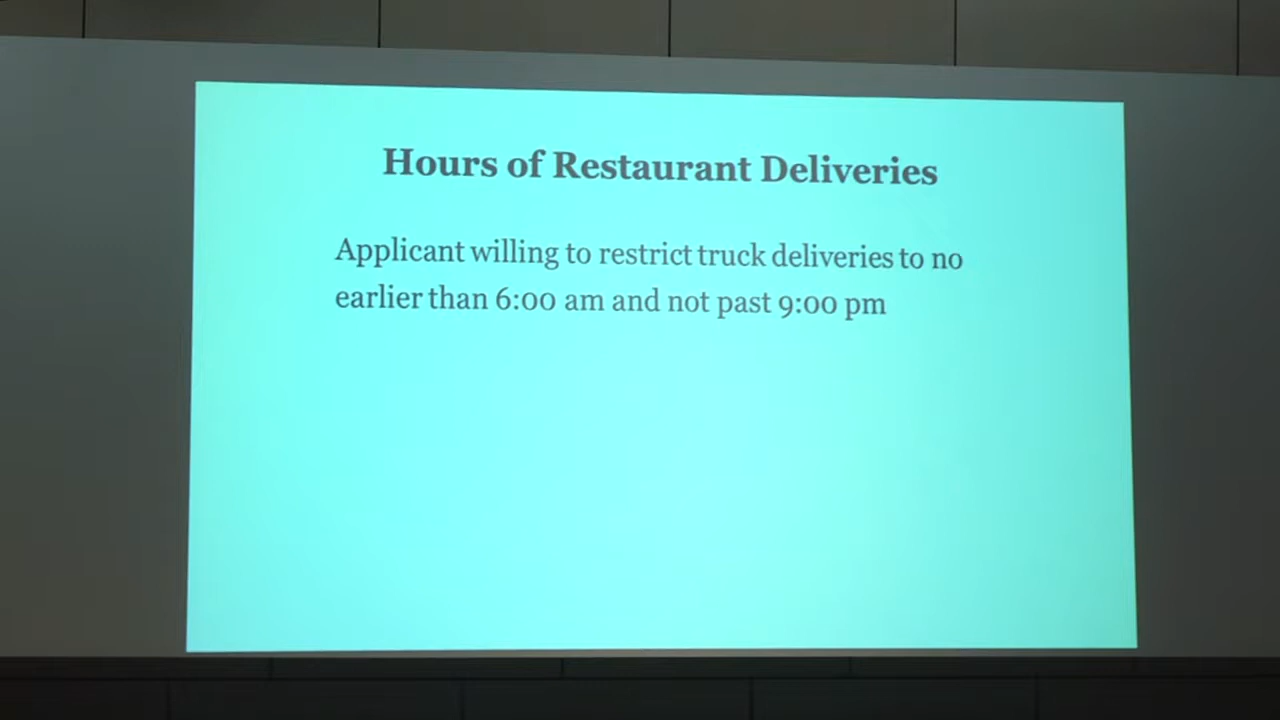 Hours of Restaurant Deliveries
Applicant willing to restrict truck deliveries to no
earlier than 6:00 am and not past 9:00 pm